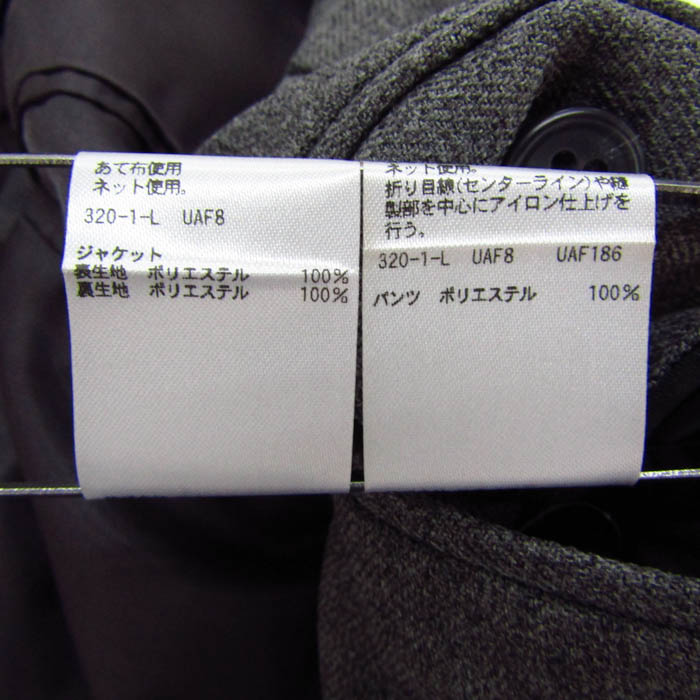 あて布使用
ネット使用。
320-1-L UAF8
ジャケット
表生地 ポリエステル 100%
裏生地 ポリエステル 100%
ネット使用。
折り目線(センターライン)や縫
製部を中心にアイロン仕上げを
行う。
320-1-L UAF8 UAF186
パンツ ポリエステル 100%